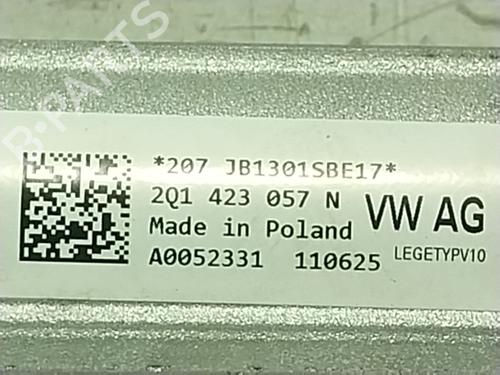 B-PARTS
*207 JB1301SBE17*
2Q1 423 057 N VW AG
Made in Poland
A0052331 110625 LEGETYPV10